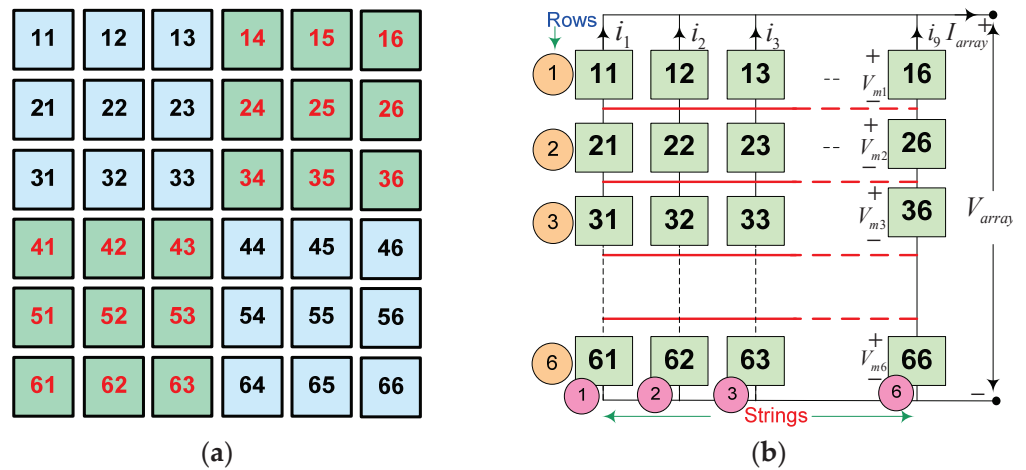 11 12 13 14 15 16
21 22 23 24 25 26
31 32 33 34 35 36
41 42 43 44 45 46
51 52 53 54 55 56
61 62 63 64 65 66
(a)
Rows i1 i2 i3 i9 Iarray +
1 11 12 13 -- + Vm1 − 16
2 21 22 23 -- + Vm2 − 26
3 31 32 33 + Vm3 − 36
Varray
6 61 62 63 + Vm6 − 66
1 2 3 6 −
Strings
(b)